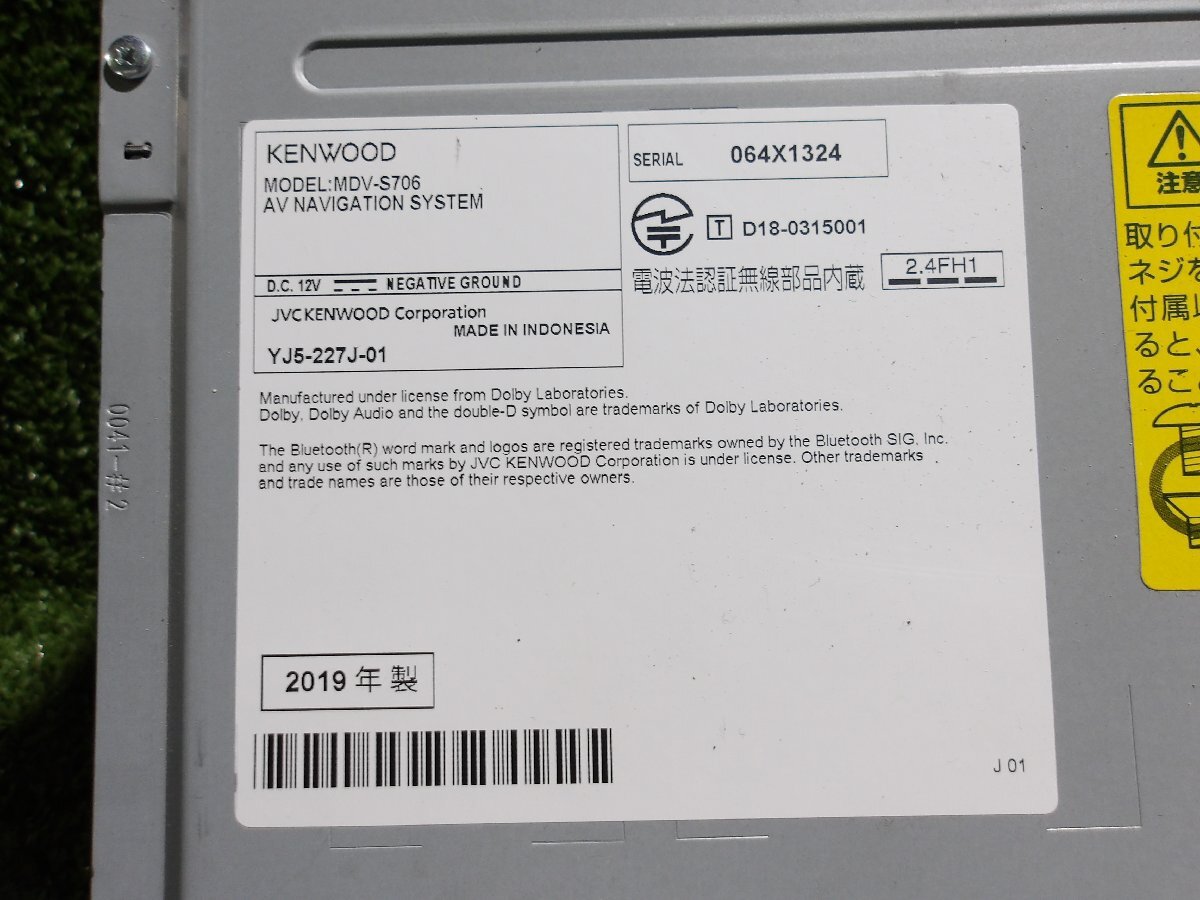 KENWOOD
MODEL:MDV-S706
AV NAVIGATION SYSTEM
D.C. 12V NEGATIVE GROUND
JVCKENWOOD Corporation
MADE IN INDONESIA
YJ5-227J-01
SERIAL 064X1324
T D18-0315001
電波法認証無線部品内蔵 2.4FH1
Manufactured under license from Dolby Laboratories.
Dolby, Dolby Audio and the double-D symbol are trademarks of Dolby Laboratories.
The Bluetooth(R) word mark and logos are registered trademarks owned by the Bluetooth SIG, Inc.
and any use of such marks by JVC KENWOOD Corporation is under license. Other trademarks
and trade names are those of their respective owners.
2019 年 製
J 01
0041-#2
注意
取り付
ネジを
付属以
ると、
るこ